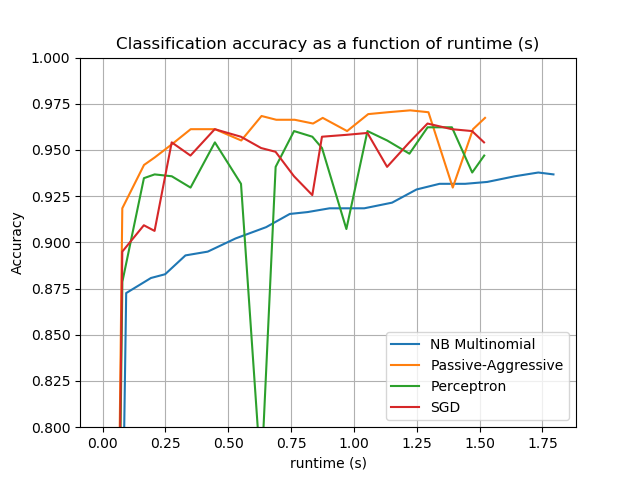 Classification accuracy as a function of runtime (s)
1.000
0.975
0.950
0.925
0.900
0.875
0.850
0.825
0.800
Accuracy
NB Multinomial
Passive-Aggressive
Perceptron
SGD
0.00 0.25 0.50 0.75 1.00 1.25 1.50 1.75
runtime (s)